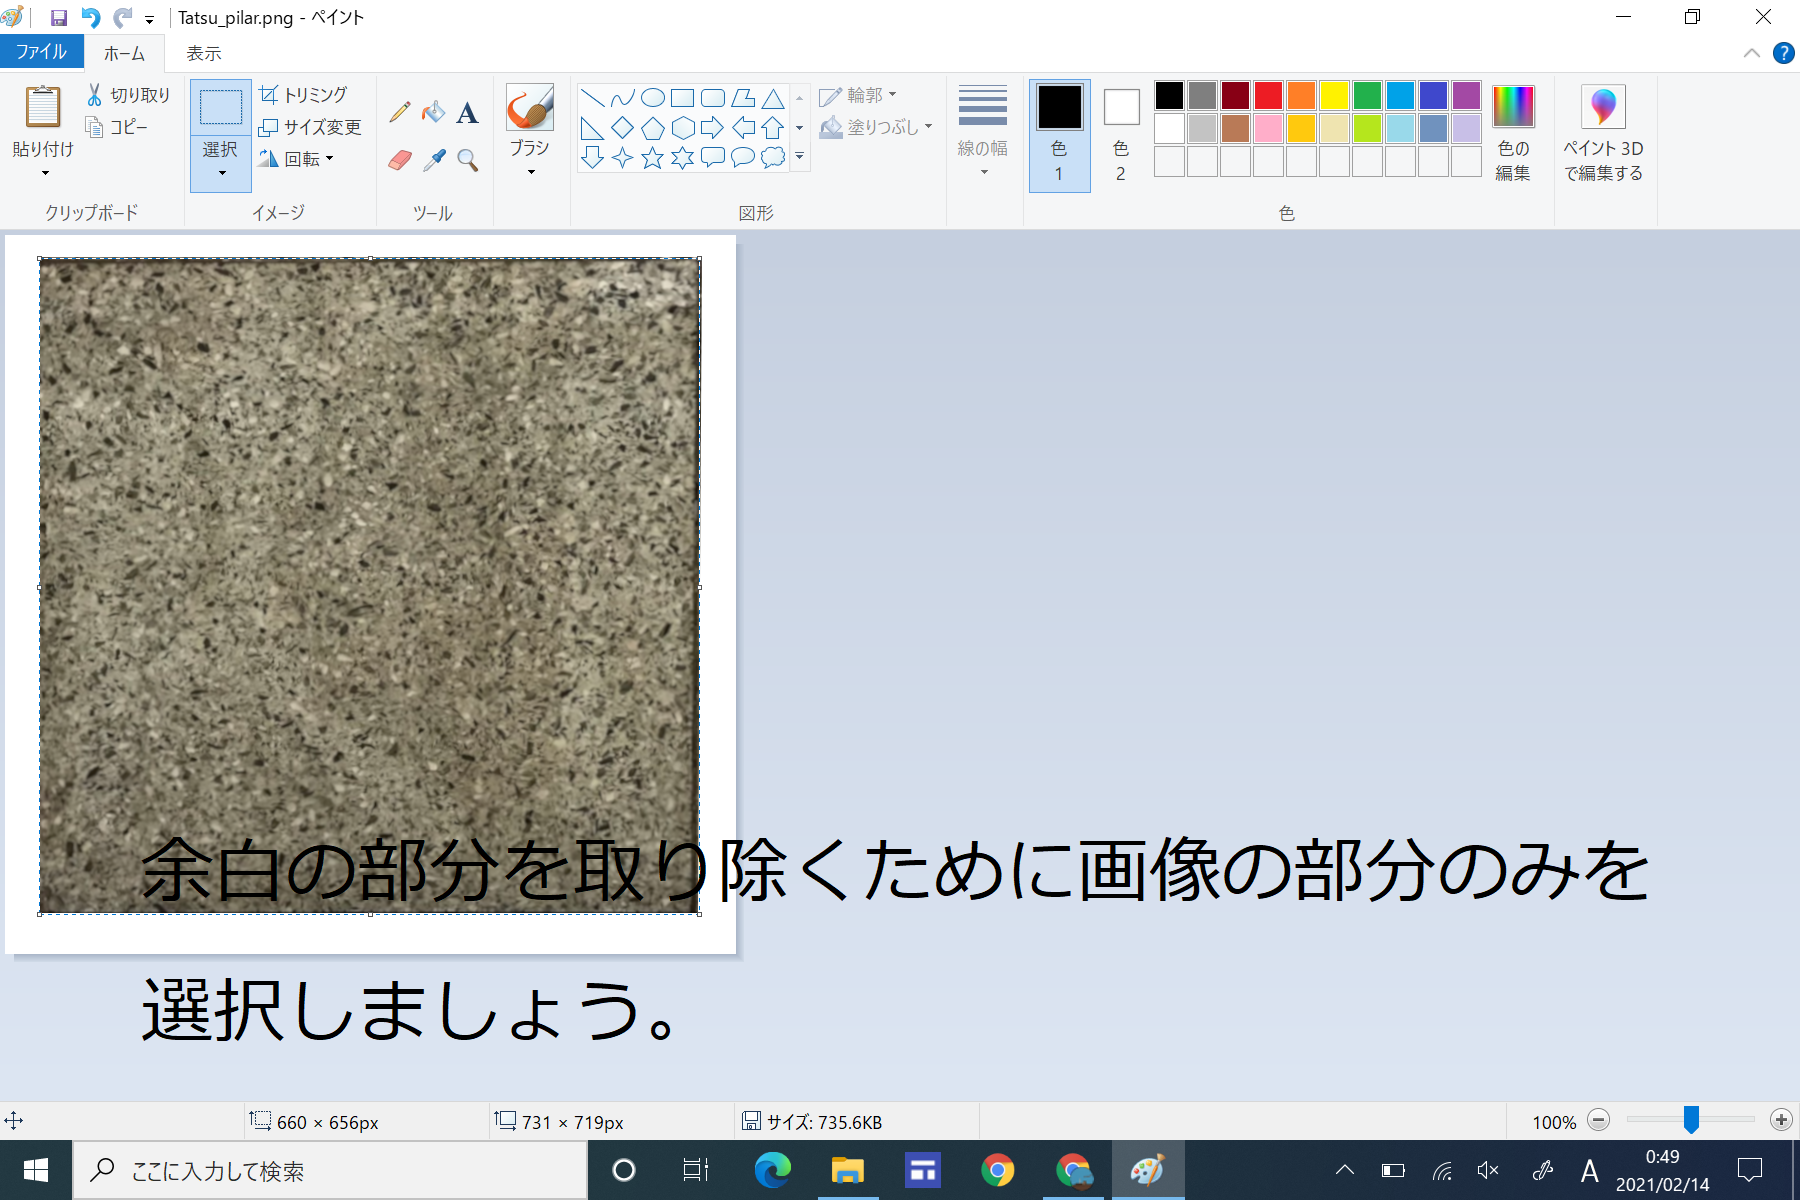 Tatsu_pilar.png - ペイント
ファイル ホーム 表示
貼り付け
切り取り
コピー
クリップボード
選択
トリミング
サイズ変更
回転
イメージ
A
ツール
ブラシ
図形
輪郭
塗りつぶし
線の幅
色
1
色
2
色の
編集
色
ペイント 3D
で編集する
余白の部分を取り除くために画像の部分のみを
選択しましょう。
660 × 656px
731 × 719px
サイズ: 735.6KB
100%
ここに入力して検索
A
0:49
2021/02/14